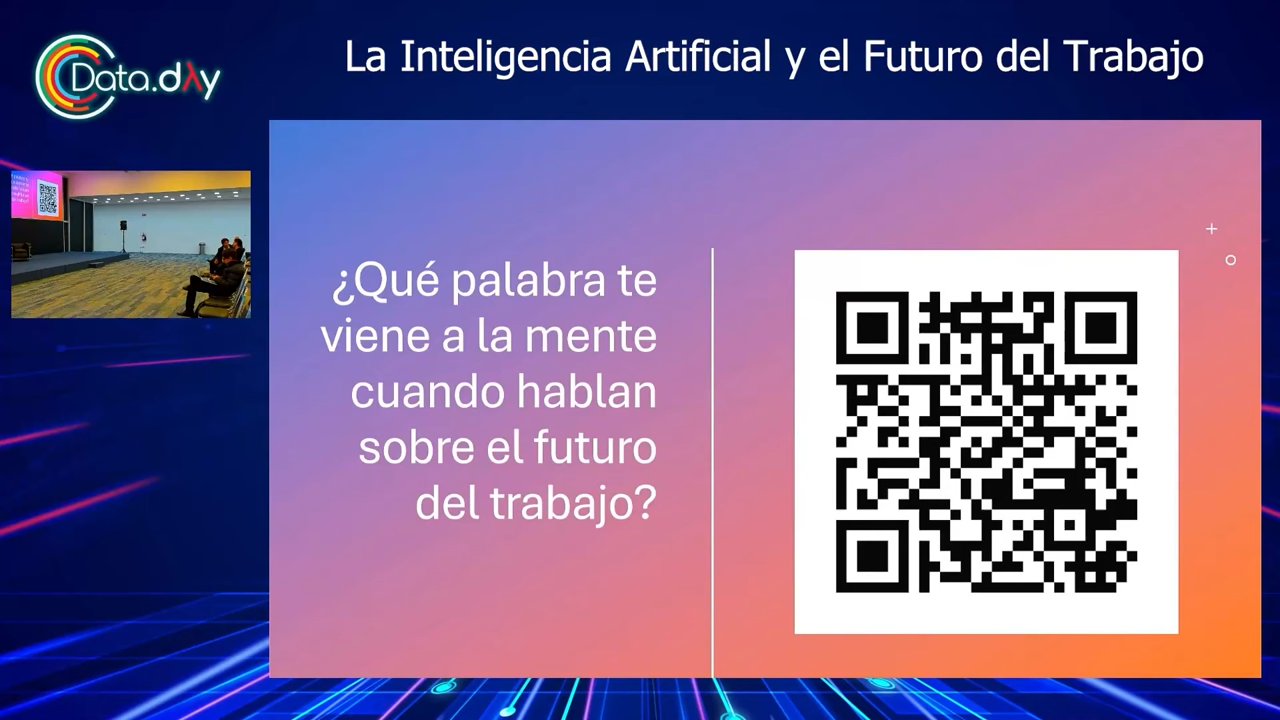 Data.dλy
La Inteligencia Artificial y el Futuro del Trabajo
¿Qué palabra te
viene a la mente
cuando hablan
sobre el futuro
del trabajo?